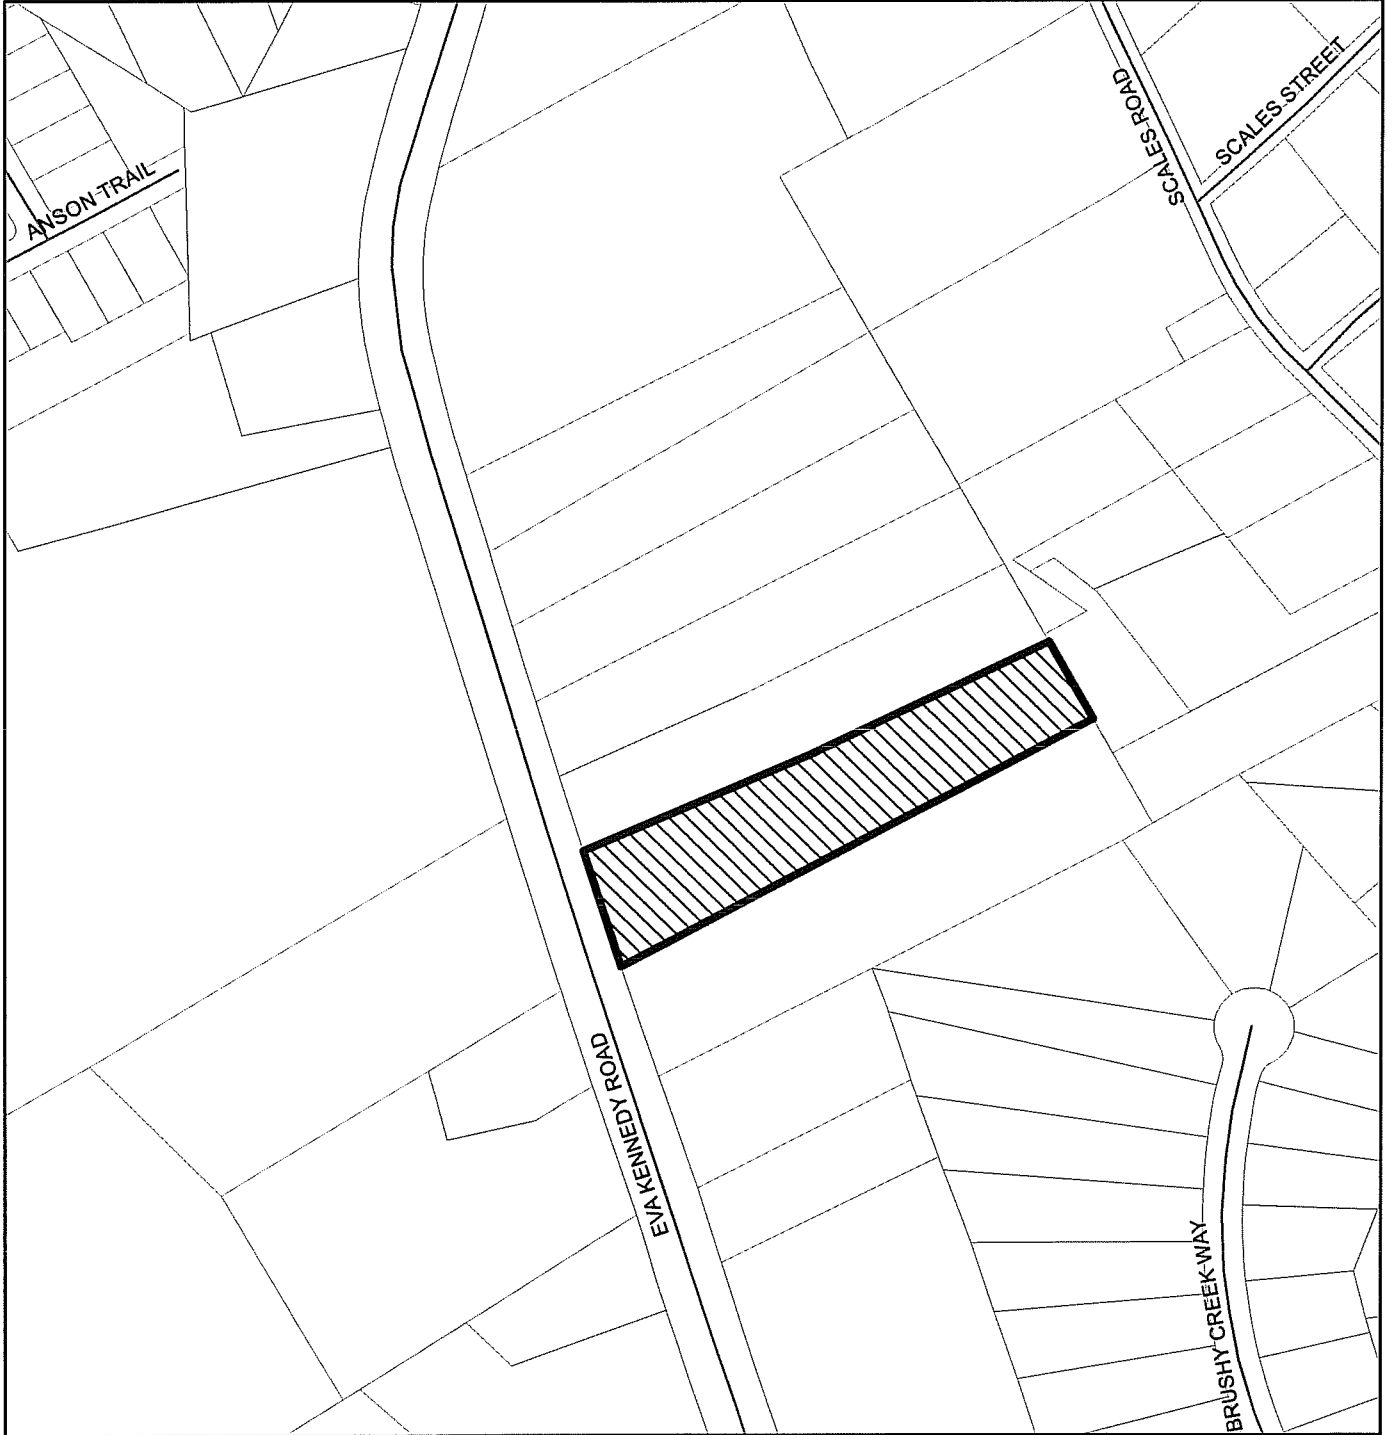 SCALES ROAD
SCALES STREET
ANSON TRAIL
EVA KENNEDY ROAD
BRUSHY CREEK WAY